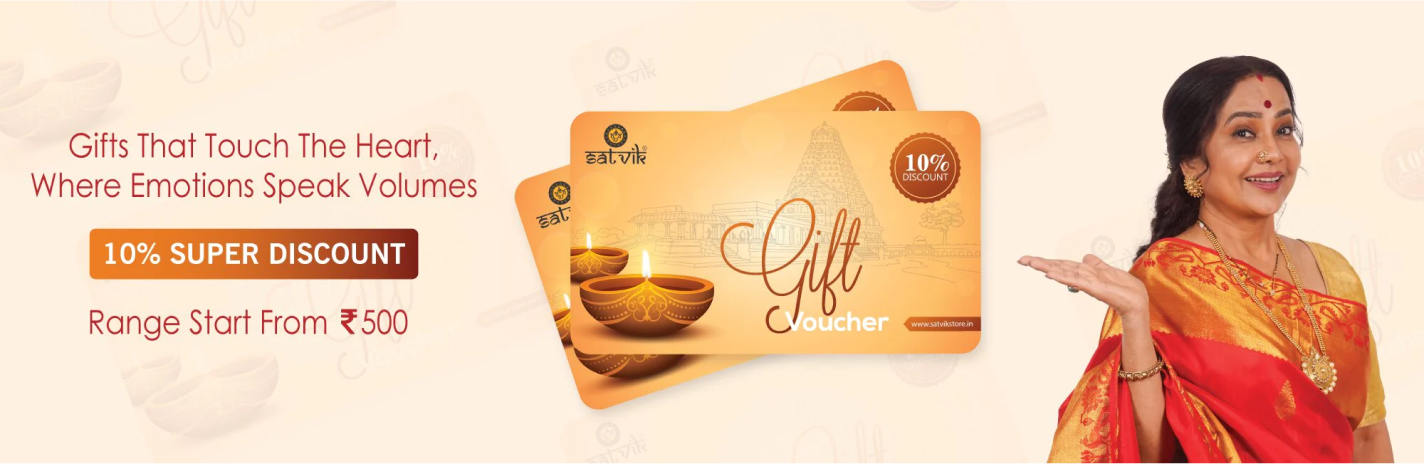 Gifts That Touch The Heart,
Where Emotions Speak Volumes
10% SUPER DISCOUNT
Range Start From ₹500
satvik
®
sat
10%
DISCOUNT
Gift
Voucher
www.satvikstore.in